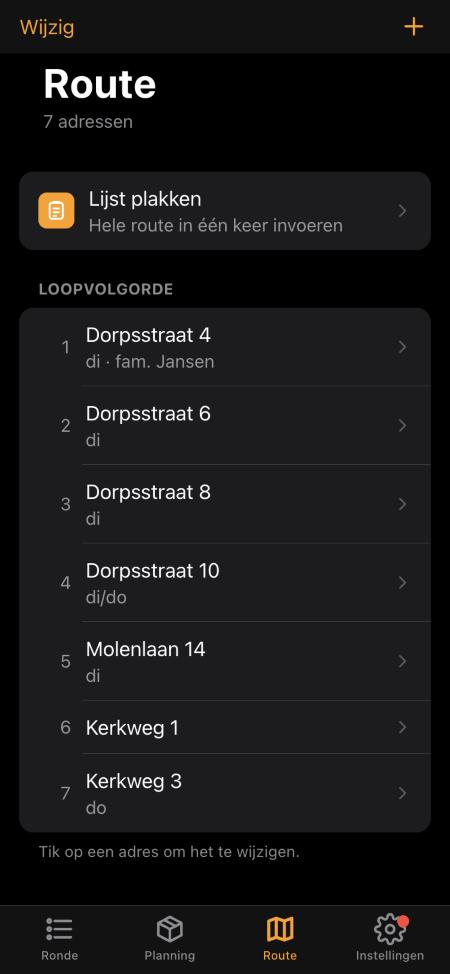 Wijzig
Route
7 adressen
Lijst plakken
Hele route in één keer invoeren
LOOPVOLGORDE
1
Dorpsstraat 4
di · fam. Jansen
2
Dorpsstraat 6
di
3
Dorpsstraat 8
di
4
Dorpsstraat 10
di/do
5
Molenlaan 14
di
6
Kerkweg 1
7
Kerkweg 3
do
Tik op een adres om het te wijzigen.
Ronde
Planning
Route
Instellingen